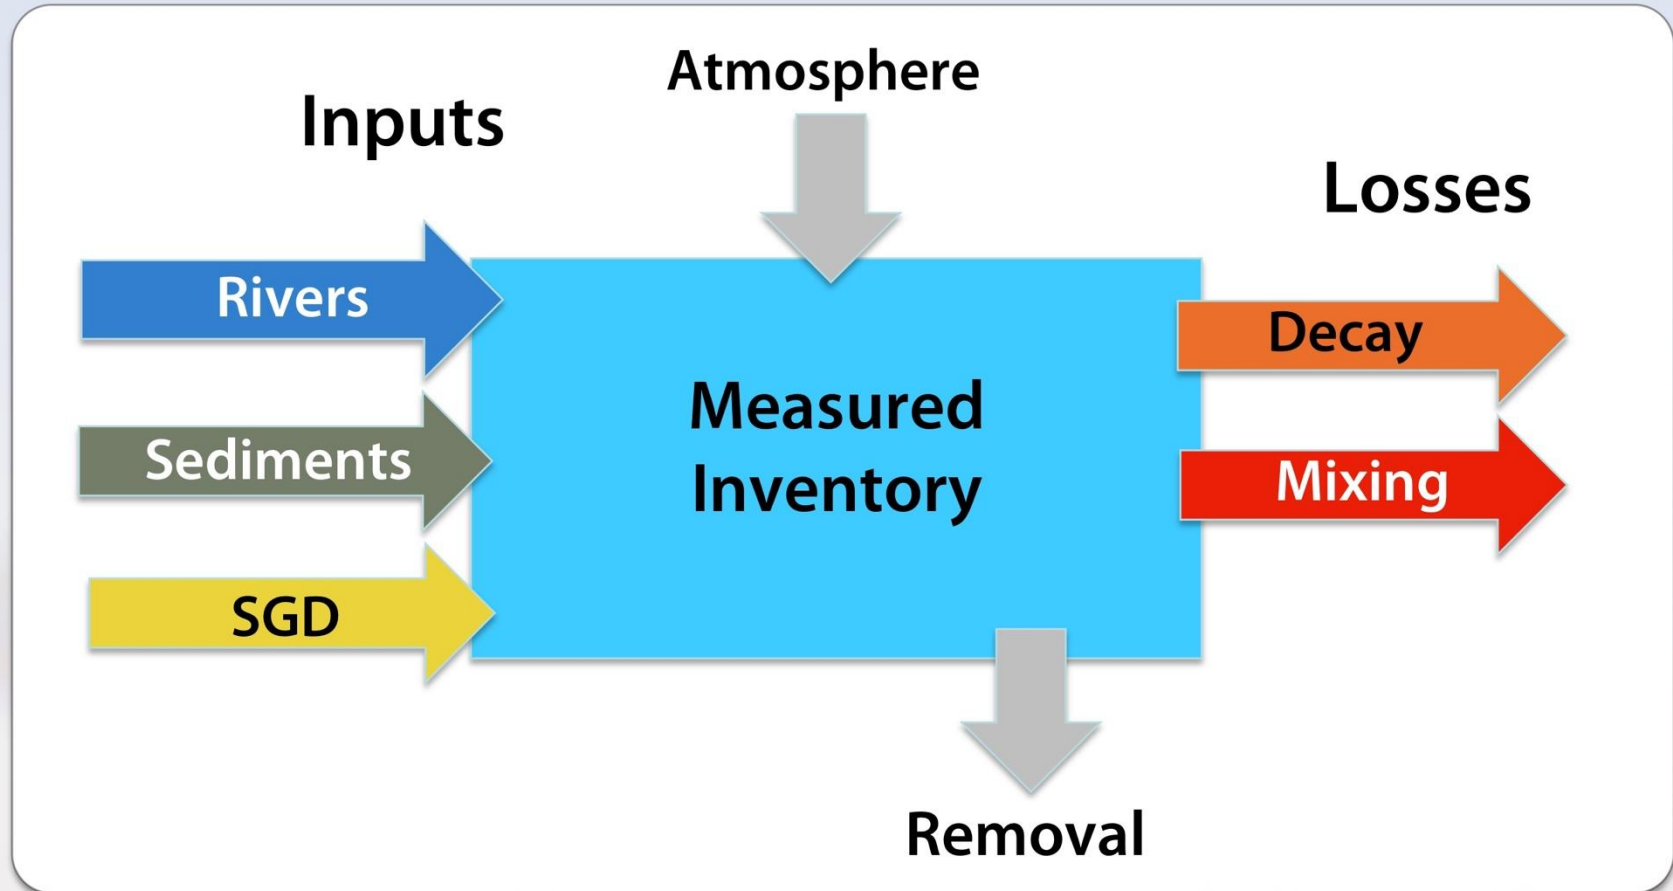 Atmosphere
Inputs
Losses
Rivers
Decay
Sediments
Measured
Inventory
Mixing
SGD
Removal